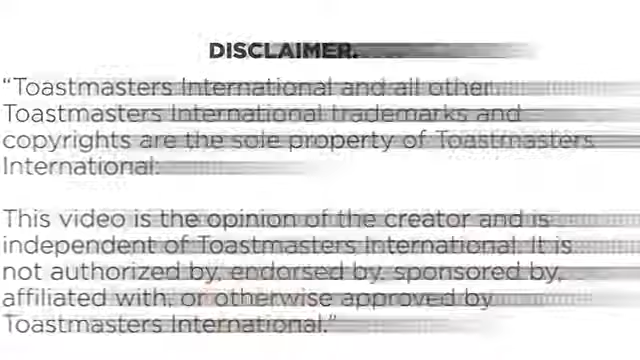 DISCLAIMER.
“Toastmasters International and all other
Toastmasters International trademarks and
copyrights are the sole property of Toastmasters
International.
This video is the opinion of the creator and is
independent of Toastmasters International. It is
not authorized by, endorsed by, sponsored by,
affiliated with, or otherwise approved by
Toastmasters International.”